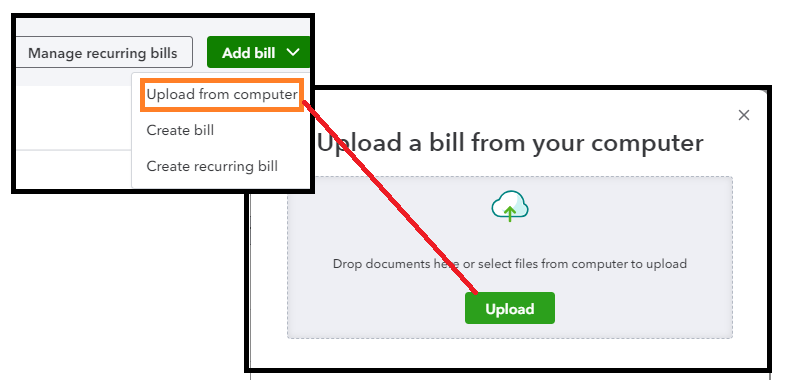 Manage recurring bills
Add bill
Upload from computer
Create bill
Create recurring bill
Upload a bill from your computer
Drop documents here or select files from computer to upload
Upload